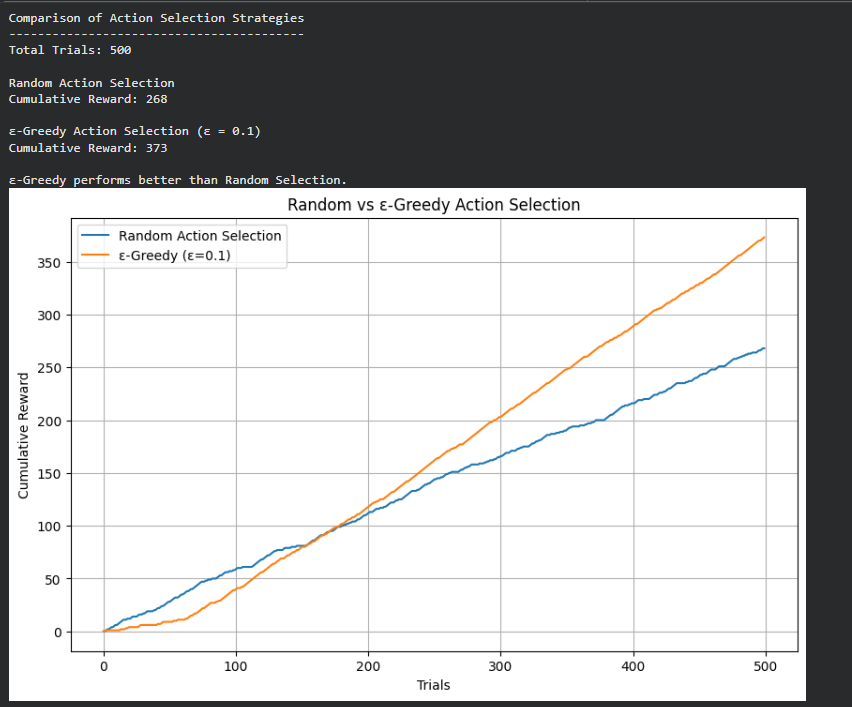 Comparison of Action Selection Strategies
-----------------------------------------
Total Trials: 500
Random Action Selection
Cumulative Reward: 268
ε-Greedy Action Selection (ε = 0.1)
Cumulative Reward: 373
ε-Greedy performs better than Random Selection.
Random vs ε-Greedy Action Selection
Random Action Selection
ε-Greedy (ε=0.1)
350
300
250
200
150
100
50
0
Cumulative Reward
0 100 200 300 400 500
Trials